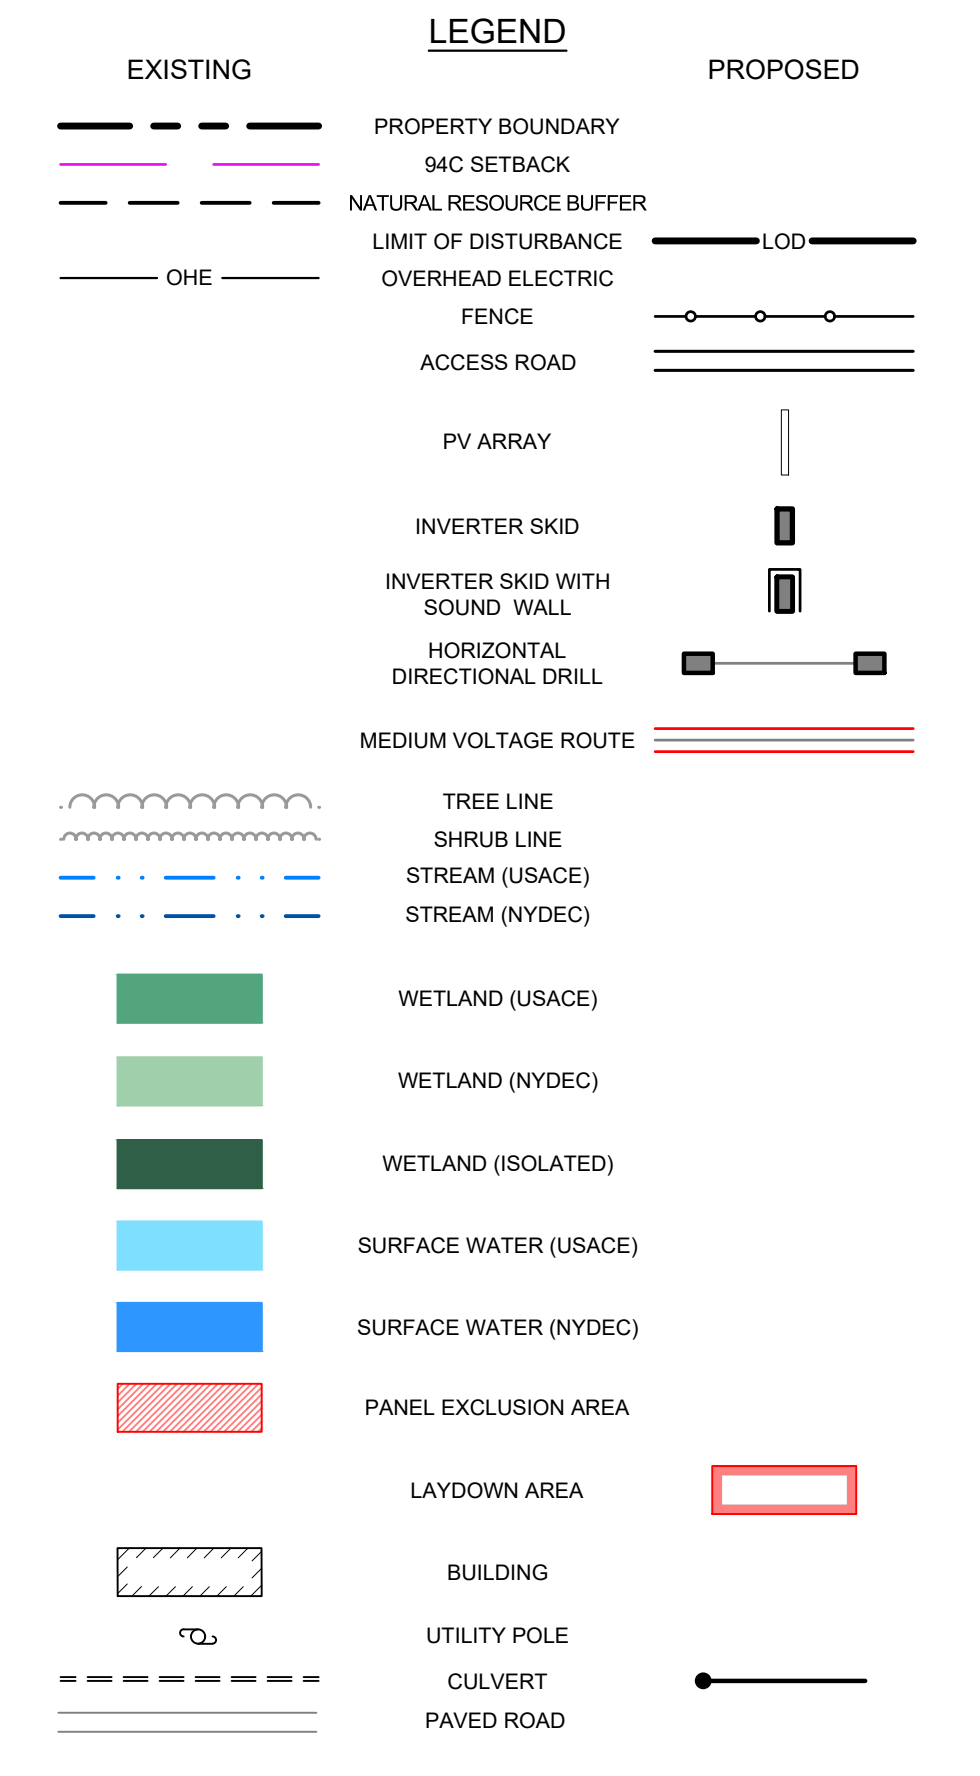 LEGEND
EXISTING
PROPOSED
PROPERTY BOUNDARY
94C SETBACK
NATURAL RESOURCE BUFFER
LIMIT OF DISTURBANCE
LOD
OHE
OVERHEAD ELECTRIC
FENCE
ACCESS ROAD
PV ARRAY
INVERTER SKID
INVERTER SKID WITH
SOUND WALL
HORIZONTAL
DIRECTIONAL DRILL
MEDIUM VOLTAGE ROUTE
TREE LINE
SHRUB LINE
STREAM (USACE)
STREAM (NYDEC)
WETLAND (USACE)
WETLAND (NYDEC)
WETLAND (ISOLATED)
SURFACE WATER (USACE)
SURFACE WATER (NYDEC)
PANEL EXCLUSION AREA
LAYDOWN AREA
BUILDING
UTILITY POLE
CULVERT
PAVED ROAD